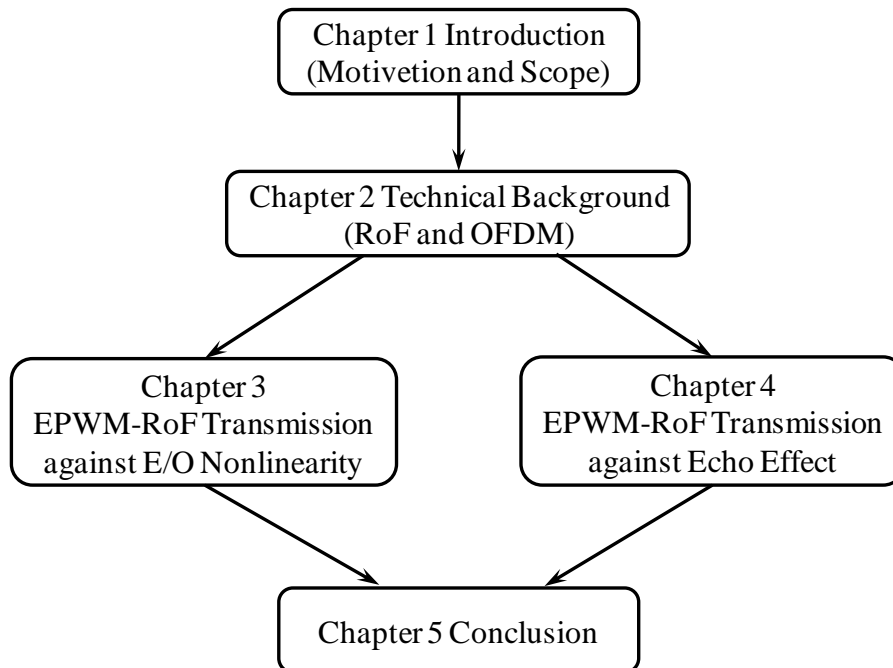 Chapter 1 Introduction
(Motivetion and Scope)
Chapter 2 Technical Background
(RoF and OFDM)
Chapter 3
EPWM-RoF Transmission
against E/O Nonlinearity
Chapter 4
EPWM-RoF Transmission
against Echo Effect
Chapter 5 Conclusion